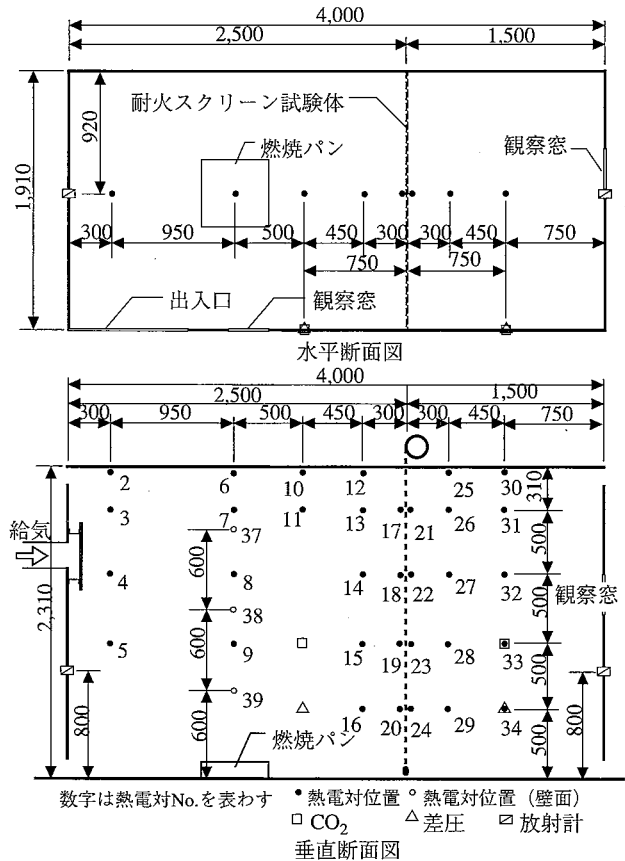 4,000
2,500 1,500
耐火スクリーン試験体
920
燃焼パン
観察窓
1,910
300 950 500 450 300 300 450 750
750 750
出入口 観察窓
水平断面図
4,000
2,500 1,500
300 950 500 450 300 300 450 750
2 6 10 12 25 30 310
3 7 11 13 17 21 26 31
37
給気 600 500
4 8 14 18 22 27 32
2,310 38 500 観察窓
5 9 15 19 23 28 33
600
39 500
800 16 20 24 29 34 800
600 燃焼パン 500
数字は熱電対No.を表わす ●熱電対位置 ○熱電対位置(壁面)
□CO₂ △差圧 放射計
垂直断面図